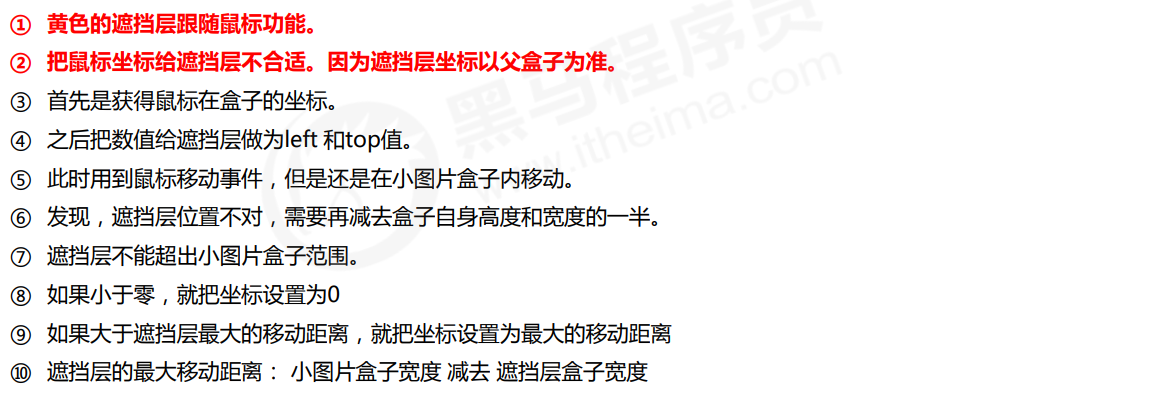 ① 黄色的遮挡层跟随鼠标功能。
② 把鼠标坐标给遮挡层不合适。因为遮挡层坐标以父盒子为准。
③ 首先是获得鼠标在盒子的坐标。
④ 之后把数值给遮挡层做为left 和top值。
⑤ 此时用到鼠标移动事件，但是还是在小图片盒子内移动。
⑥ 发现，遮挡层位置不对，需要再减去盒子自身高度和宽度的一半。
⑦ 遮挡层不能超出小图片盒子范围。
⑧ 如果小于零，就把坐标设置为0
⑨ 如果大于遮挡层最大的移动距离，就把坐标设置为最大的移动距离
⑩ 遮挡层的最大移动距离： 小图片盒子宽度 减去 遮挡层盒子宽度
黑马程序员
www.itheima.com